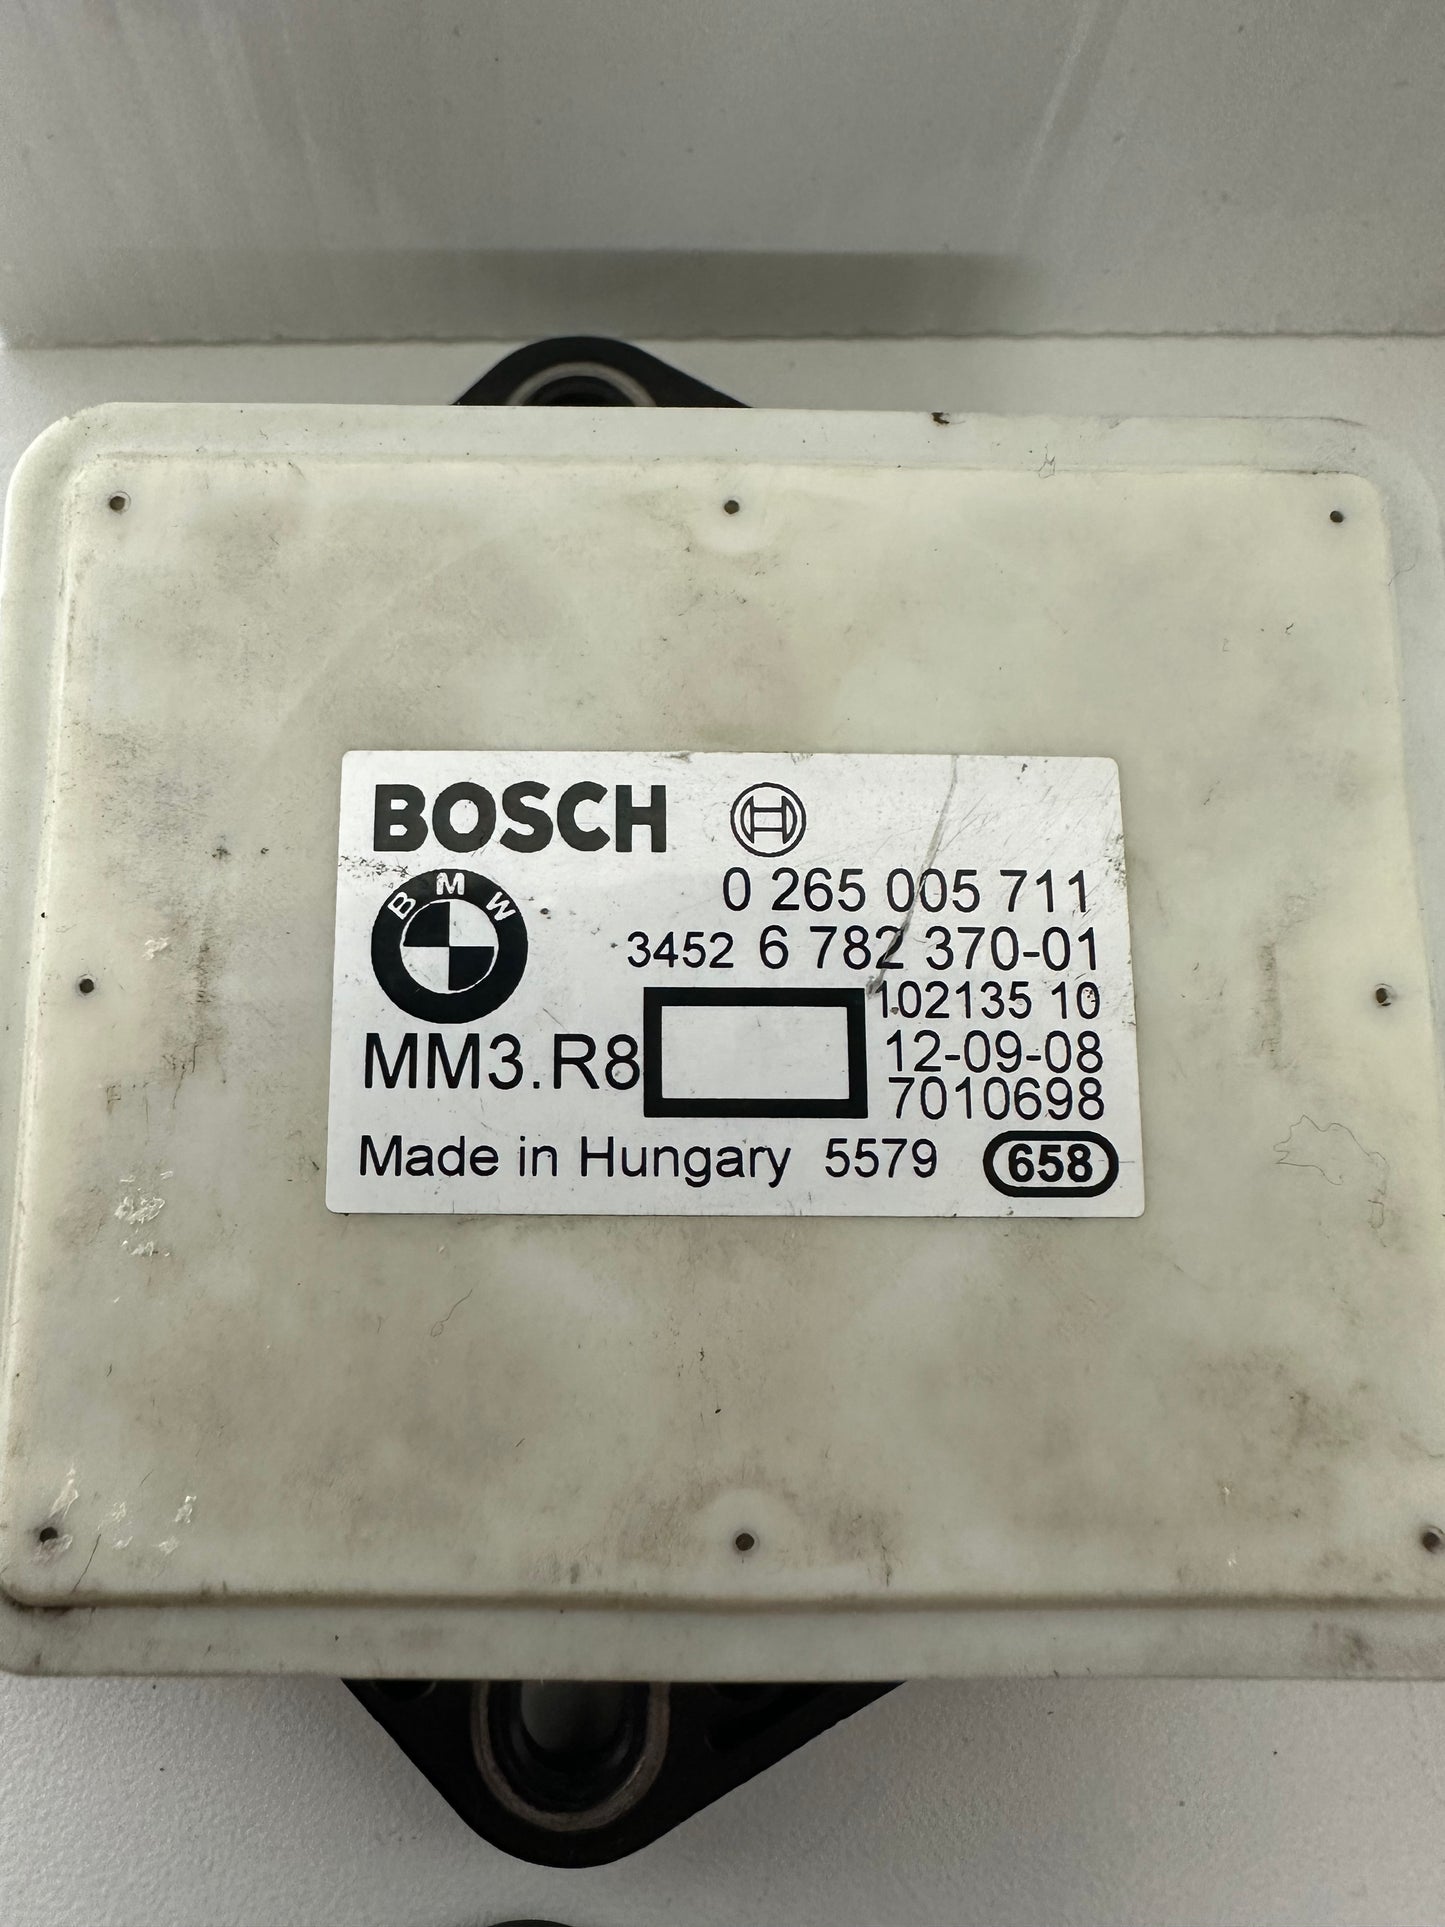 BOSCH
BMW
0 265 005 711
3452 6 782 370-01
102135 10
MM3.R8
12-09-08
7010698
Made in Hungary 5579 658